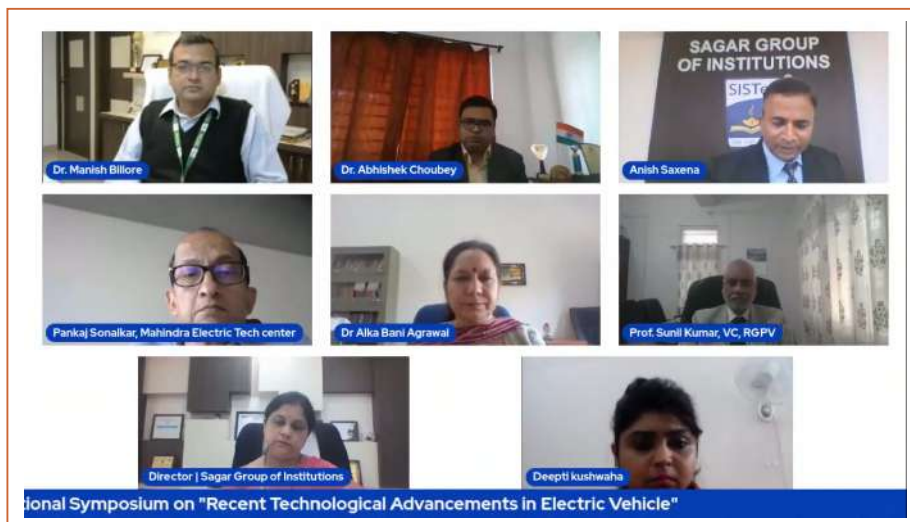 SAGAR GROUP
OF INSTITUTIONS
SISTec
Dr. Manish Billore
Dr. Abhishek Choubey
Anish Saxena
Pankaj Sonalkar, Mahindra Electric Tech center
Dr Alka Bani Agrawal
Prof. Sunil Kumar, VC, RGPV
Director | Sagar Group of Institutions
Deepti kushwaha
tional Symposium on "Recent Technological Advancements in Electric Vehicle"